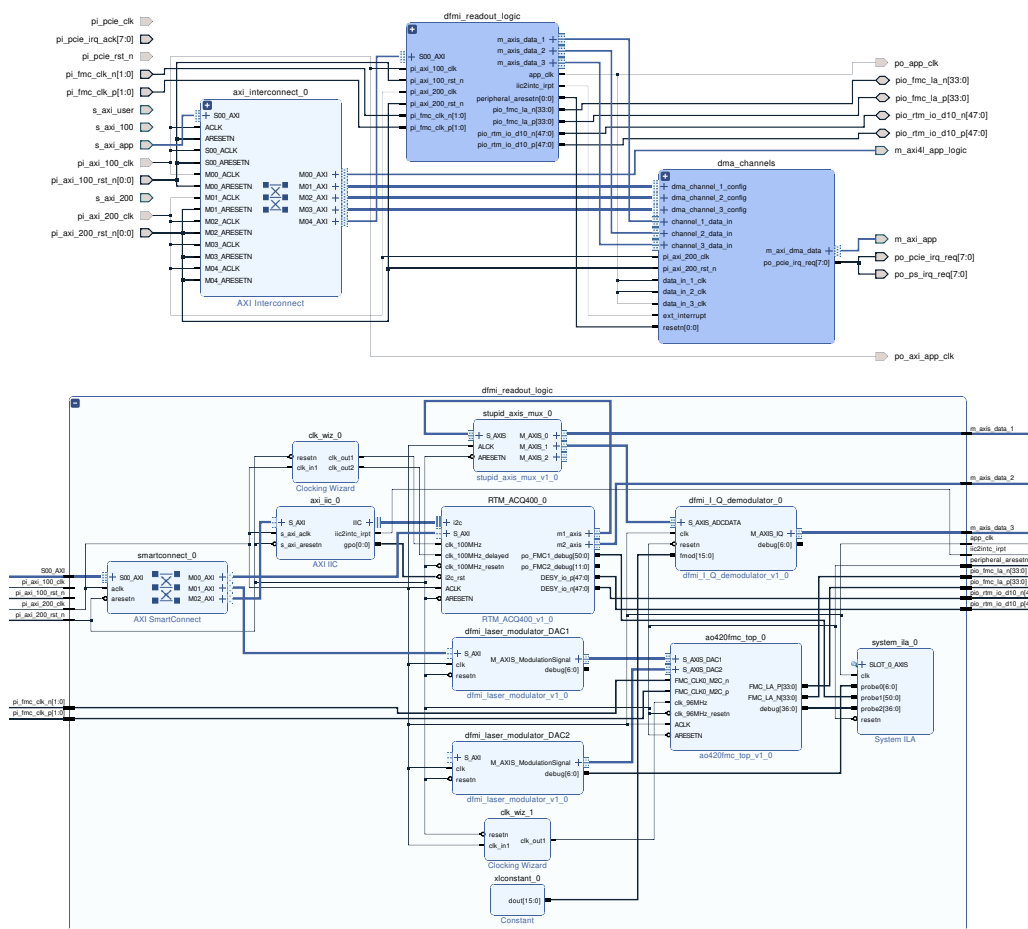 pi_pcie_clk
pi_pcie_irq_ack[7:0]
pi_pcie_rst_n
pi_fmc_clk_n[1:0]
pi_fmc_clk_p[1:0]
s_axi_user
s_axi_100
s_axi_app
pi_axi_100_clk
pi_axi_100_rst_n[0:0]
s_axi_200
pi_axi_200_clk
pi_axi_200_rst_n[0:0]
axi_interconnect_0
S00_AXI
ACLK
ARESETN
S00_ACLK
S00_ARESETN
M00_ACLK
M00_ARESETN
M01_ACLK
M01_ARESETN
M02_ACLK
M02_ARESETN
M03_ACLK
M03_ARESETN
M04_ACLK
M04_ARESETN
M00_AXI
M01_AXI
M02_AXI
M03_AXI
M04_AXI
AXI Interconnect
dfmi_readout_logic
S00_AXI
pi_axi_100_clk
pi_axi_100_rst_n
pi_axi_200_clk
pi_axi_200_rst_n
pi_fmc_clk_n[1:0]
pi_fmc_clk_p[1:0]
m_axis_data_1
m_axis_data_2
m_axis_data_3
app_clk
iic2intc_irpt
peripheral_aresetn[0:0]
pio_fmc_la_n[33:0]
pio_fmc_la_p[33:0]
pio_rtm_io_d10_n[47:0]
pio_rtm_io_d10_p[47:0]
dma_channels
dma_channel_1_config
dma_channel_2_config
dma_channel_3_config
channel_1_data_in
channel_2_data_in
channel_3_data_in
pi_axi_200_clk
pi_axi_200_rst_n
data_in_1_clk
data_in_2_clk
data_in_3_clk
ext_interrupt
resetn[0:0]
m_axi_dma_data
po_pcie_irq_req[7:0]
po_app_clk
pio_fmc_la_n[33:0]
pio_fmc_la_p[33:0]
pio_rtm_io_d10_n[47:0]
pio_rtm_io_d10_p[47:0]
m_axi4l_app_logic
m_axi_app
po_pcie_irq_req[7:0]
po_ps_irq_req[7:0]
po_axi_app_clk
dfmi_readout_logic
S00_AXI
pi_axi_100_clk
pi_axi_100_rst_n
pi_axi_200_clk
pi_axi_200_rst_n
pi_fmc_clk_n[1:0]
pi_fmc_clk_p[1:0]
smartconnect_0
S00_AXI
aclk
aresetn
M00_AXI
M01_AXI
M02_AXI
AXI SmartConnect
clk_wiz_0
resetn
clk_in1
clk_out1
clk_out2
Clocking Wizard
axi_iic_0
S_AXI
s_axi_aclk
s_axi_aresetn
IIC
iic2intc_irpt
gpo[0:0]
AXI IIC
stupid_axis_mux_0
S_AXIS
ALCK
ARESETN
M_AXIS_0
M_AXIS_1
M_AXIS_2
stupid_axis_mux_v1_0
RTM_ACQ400_0
i2c
S_AXI
clk_100MHz
clk_100MHz_delayed
clk_100MHz_resetn
i2c_rst
ACLK
ARESETN
m1_axis
m2_axis
po_FMC1_debug[50:0]
po_FMC2_debug[11:0]
DESY_io_p[47:0]
DESY_io_n[47:0]
RTM_ACQ400_v1_0
dfmi_laser_modulator_DAC1
S_AXI
clk
resetn
M_AXIS_ModulationSignal
debug[6:0]
dfmi_laser_modulator_v1_0
dfmi_laser_modulator_DAC2
S_AXI
clk
resetn
M_AXIS_ModulationSignal
debug[6:0]
dfmi_laser_modulator_v1_0
clk_wiz_1
resetn
clk_in1
clk_out1
Clocking Wizard
xlconstant_0
dout[15:0]
Constant
dfmi_I_Q_demodulator_0
S_AXIS_ADCDATA
clk
resetn
fmod[15:0]
M_AXIS_IQ
debug[6:0]
dfmi_I_Q_demodulator_v1_0
ao420fmc_top_0
S_AXIS_DAC1
S_AXIS_DAC2
FMC_CLK0_M2C_n
FMC_CLK0_M2C_p
clk_96MHz
clk_96MHz_resetn
ACLK
ARESETN
FMC_LA_P[33:0]
FMC_LA_N[33:0]
debug[36:0]
ao420fmc_top_v1_0
system_ila_0
SLOT_0_AXIS
clk
probe0[6:0]
probe1[50:0]
probe2[36:0]
resetn
System ILA
m_axis_data_1
m_axis_data_2
m_axis_data_3
app_clk
iic2intc_irpt
peripheral_aresetn
pio_fmc_la_n[33:0]
pio_fmc_la_p[33:0]
pio_rtm_io_d10_n[4
pio_rtm_io_d10_p[4